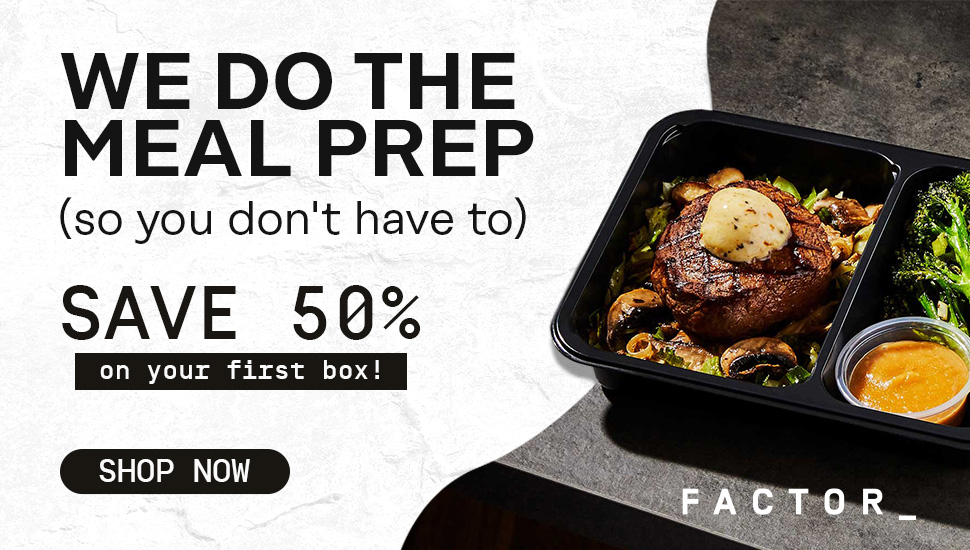 WE DO THE
MEAL PREP
(so you don't have to)
SAVE 50%
on your first box!
SHOP NOW
FACTOR_